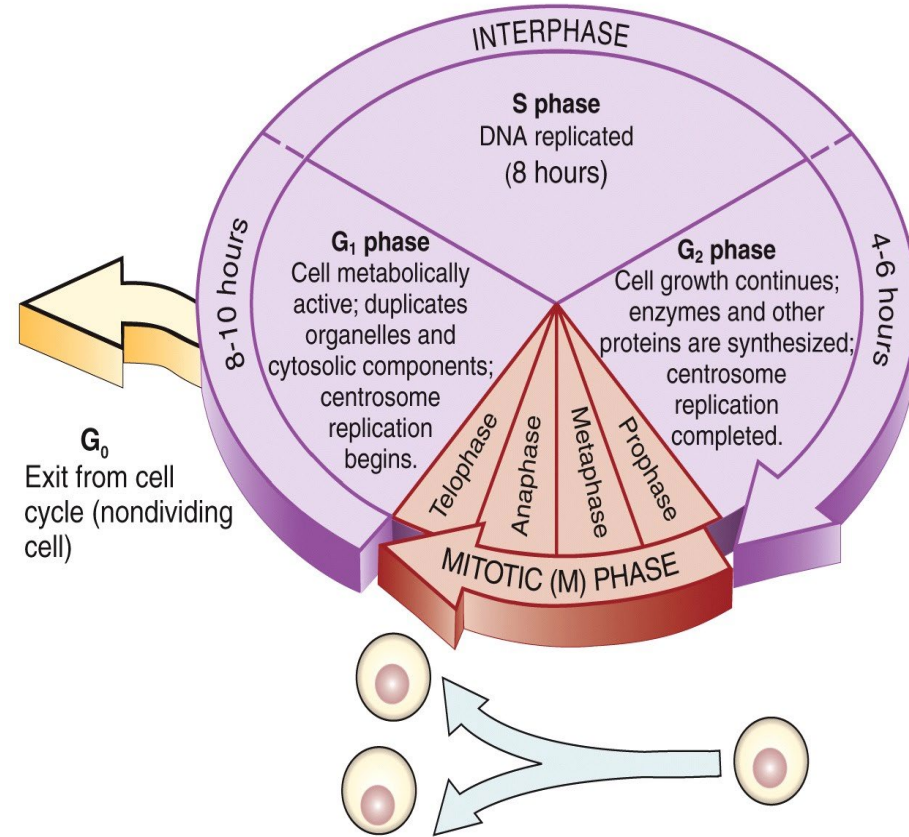 INTERPHASE
S phase
DNA replicated
(8 hours)
8-10 hours
G₁ phase
Cell metabolically
active; duplicates
organelles and
cytosolic components;
centrosome
replication
begins.
4-6 hours
G₂ phase
Cell growth continues;
enzymes and other
proteins are synthesized;
centrosome
replication
completed.
G₀
Exit from cell
cycle (nondividing
cell)
Telophase
Anaphase
Metaphase
Prophase
MITOTIC (M) PHASE